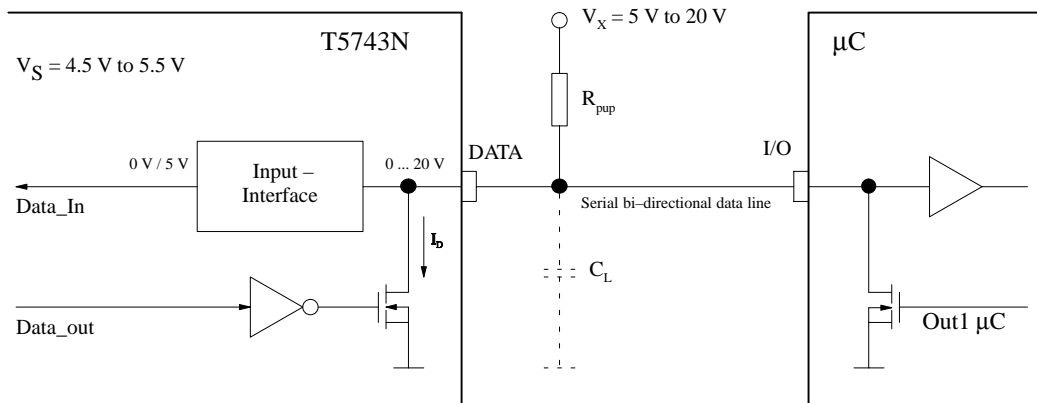 V_X = 5 V to 20 V
T5743N
μC
V_S = 4.5 V to 5.5 V
R_pup
0 V / 5 V
Input –
Interface
0 ... 20 V
DATA
I/O
Data_In
Serial bi–directional data line
I_D
C_L
Data_out
Out1 μC